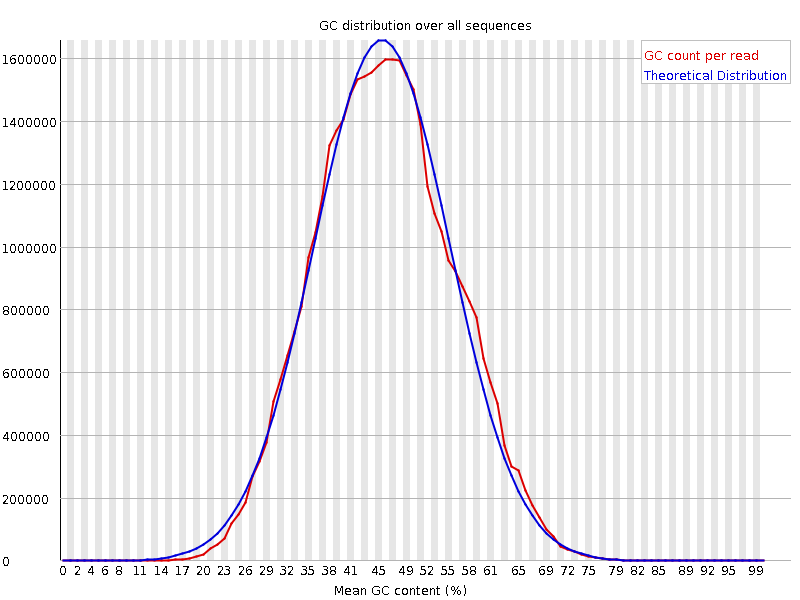 GC distribution over all sequences
GC count per read
Theoretical Distribution
1600000
1400000
1200000
1000000
800000
600000
400000
200000
0
0 2 4 6 8 11 14 17 20 23 26 29 32 35 38 41 45 49 52 55 58 61 65 69 72 75 79 82 85 89 92 95 99
Mean GC content (%)